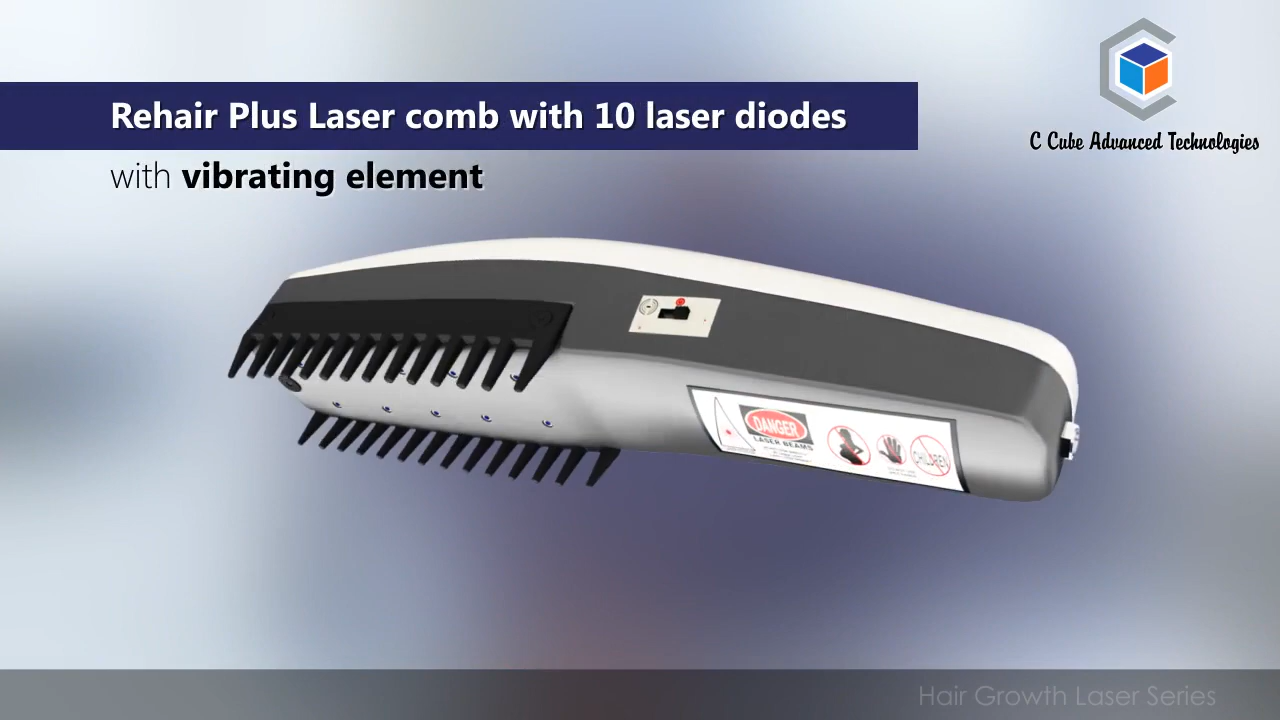 Rehair Plus Laser comb with 10 laser diodes
with vibrating element
C Cube Advanced Technologies
DANGER
LASER BEAMS
CHILDREN
Hair Growth Laser Series